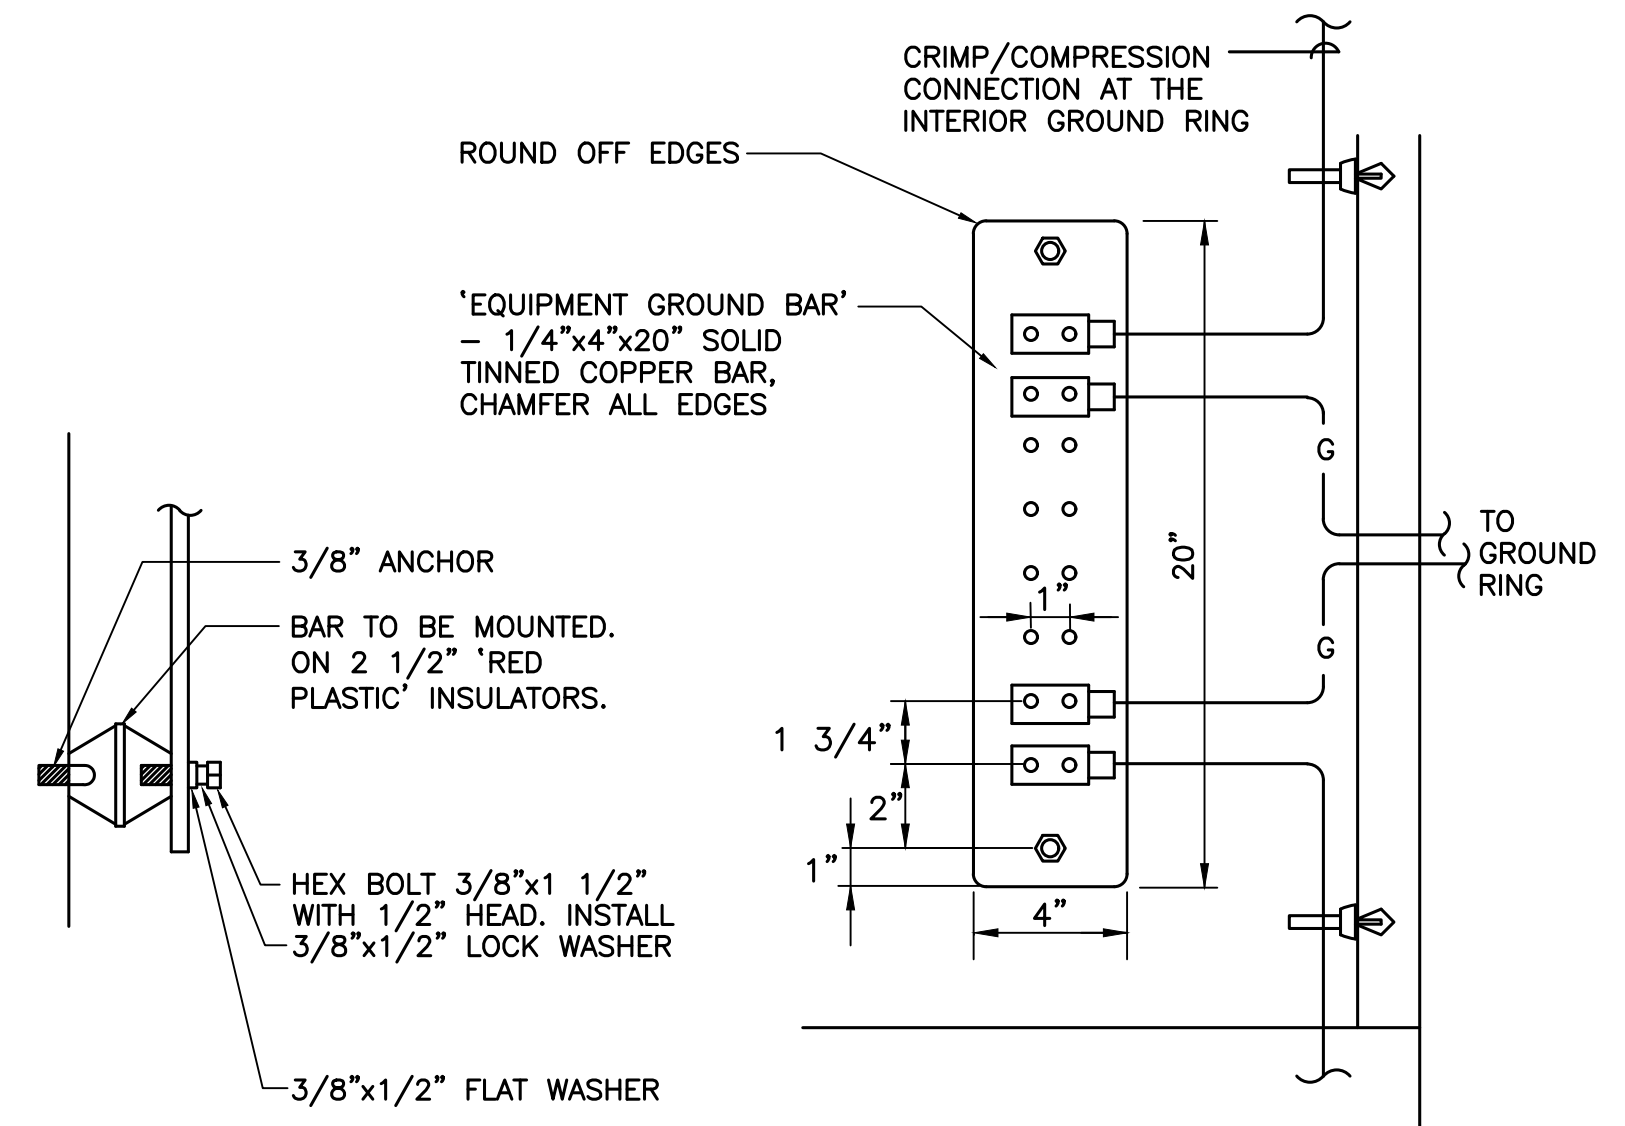 CRIMP/COMPRESSION
CONNECTION AT THE
INTERIOR GROUND RING
ROUND OFF EDGES
‘EQUIPMENT GROUND BAR’
– 1/4”x4”x20” SOLID
TINNED COPPER BAR,
CHAMFER ALL EDGES
G
TO
GROUND
RING
20”
1”
G
3/8” ANCHOR
BAR TO BE MOUNTED.
ON 2 1/2” ‘RED
PLASTIC’ INSULATORS.
1 3/4”
2”
1”
4”
HEX BOLT 3/8”x1 1/2”
WITH 1/2” HEAD. INSTALL
3/8”x1/2” LOCK WASHER
3/8”x1/2” FLAT WASHER